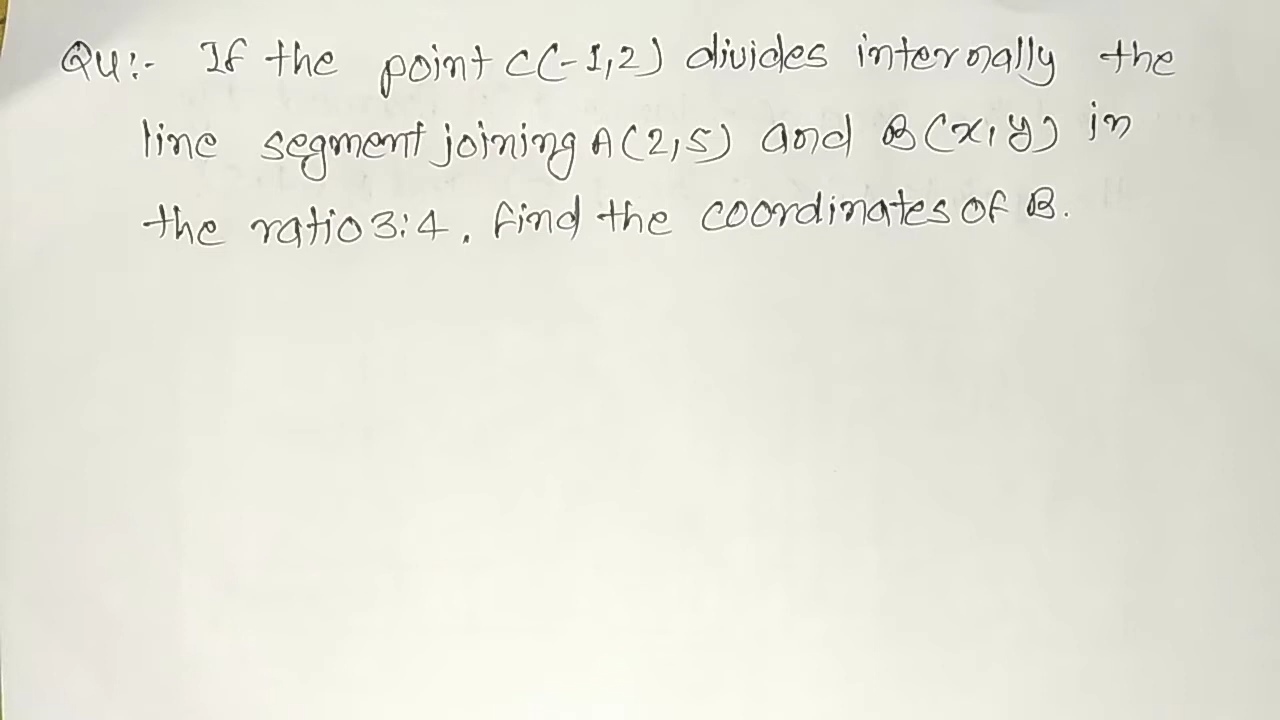 QU:- If the point C(-1,2) divides internally the
line segment joining A(2,5) and B(x,y) in
the ratio 3:4. find the coordinates of B.